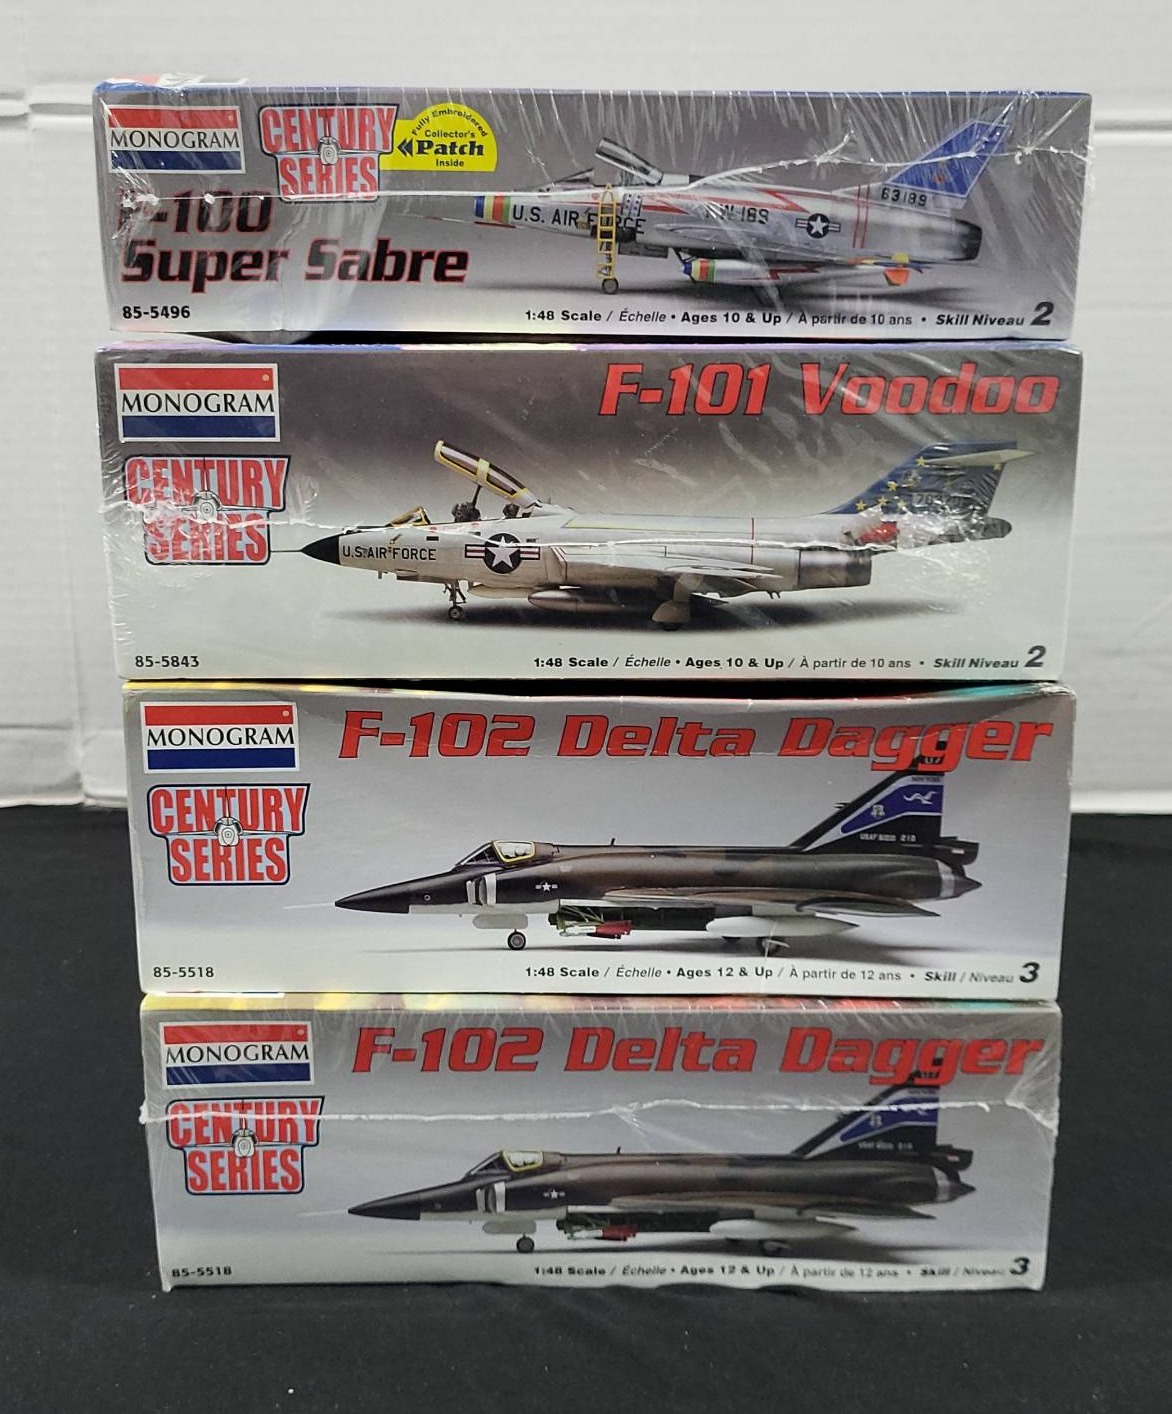 MONOGRAM
CENTURY
SERIES
Fully Embroidered
Collector's
Patch
Inside
F-100
Super Sabre
U.S. AIR FORCE
63189
85-5496
1:48 Scale / Échelle • Ages 10 & Up / À partir de 10 ans • Skill Niveau 2
MONOGRAM
F-101 Voodoo
CENTURY
SERIES
U.S. AIR FORCE
85-5843
1:48 Scale / Échelle • Ages 10 & Up / À partir de 10 ans • Skill Niveau 2
MONOGRAM
F-102 Delta Dagger
CENTURY
SERIES
85-5518
1:48 Scale / Échelle • Ages 12 & Up / À partir de 12 ans • Skill / Niveau 3
MONOGRAM
F-102 Delta Dagger
CENTURY
SERIES
85-5518
1:48 Scale / Échelle • Ages 12 & Up / À partir de 12 ans • Skill / Niveau 3